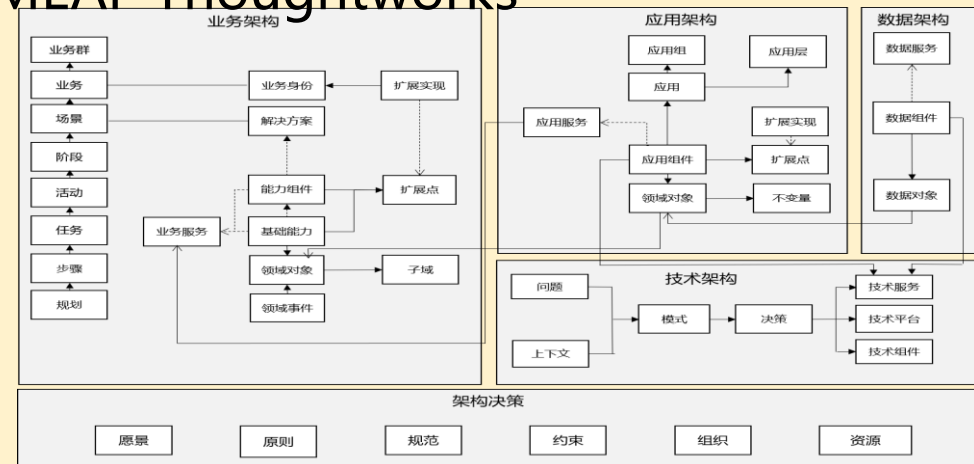 MEAF Thoughtworks
业务架构
业务群
业务
场景
阶段
活动
任务
步骤
规划
业务身份
扩展实现
解决方案
能力组件
扩展点
业务服务
基础能力
领域对象
子域
领域事件
应用架构
应用组
应用层
应用
应用服务
扩展实现
应用组件
扩展点
领域对象
不变量
数据架构
数据服务
数据组件
数据对象
技术架构
问题
模式
决策
上下文
技术服务
技术平台
技术组件
架构决策
愿景
原则
规范
约束
组织
资源